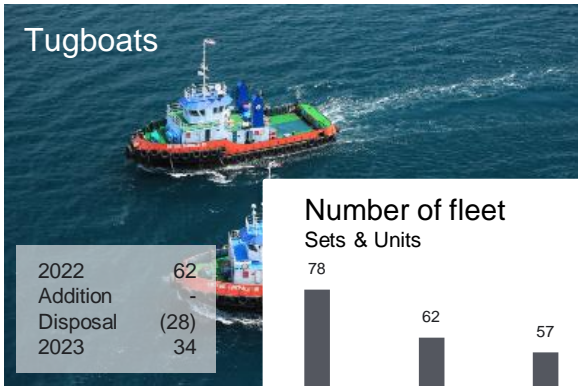 Tugboats
2022 62
Addition -
Disposal (28)
2023 34
Number of fleet
Sets & Units
78
62
57